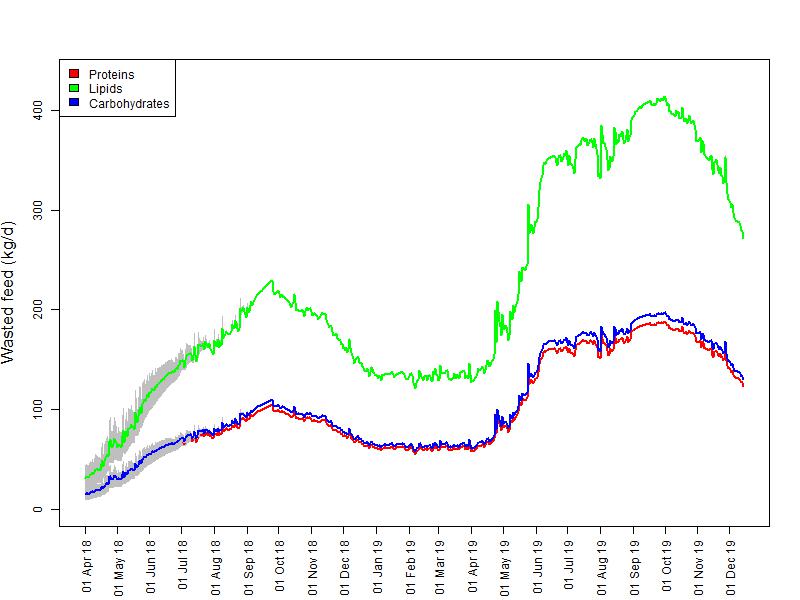 Proteins
Lipids
Carbohydrates
Wasted feed (kg/d)
400
300
200
100
0
01 Apr 18
01 May 18
01 Jun 18
01 Jul 18
01 Aug 18
01 Sep 18
01 Oct 18
01 Nov 18
01 Dec 18
01 Jan 19
01 Feb 19
01 Mar 19
01 Apr 19
01 May 19
01 Jun 19
01 Jul 19
01 Aug 19
01 Sep 19
01 Oct 19
01 Nov 19
01 Dec 19